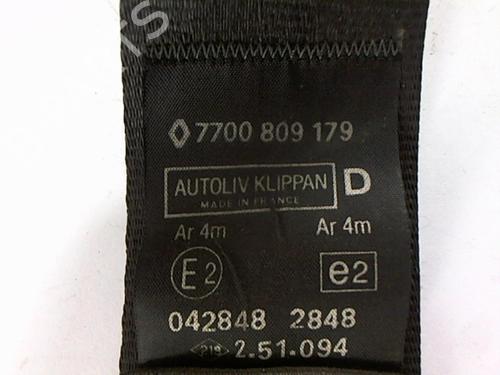 7700 809 179
AUTOLIV KLIPPAN D
MADE IN FRANCE
Ar 4m Ar 4m
E2 e2
042848 2848
P19 2.51.094